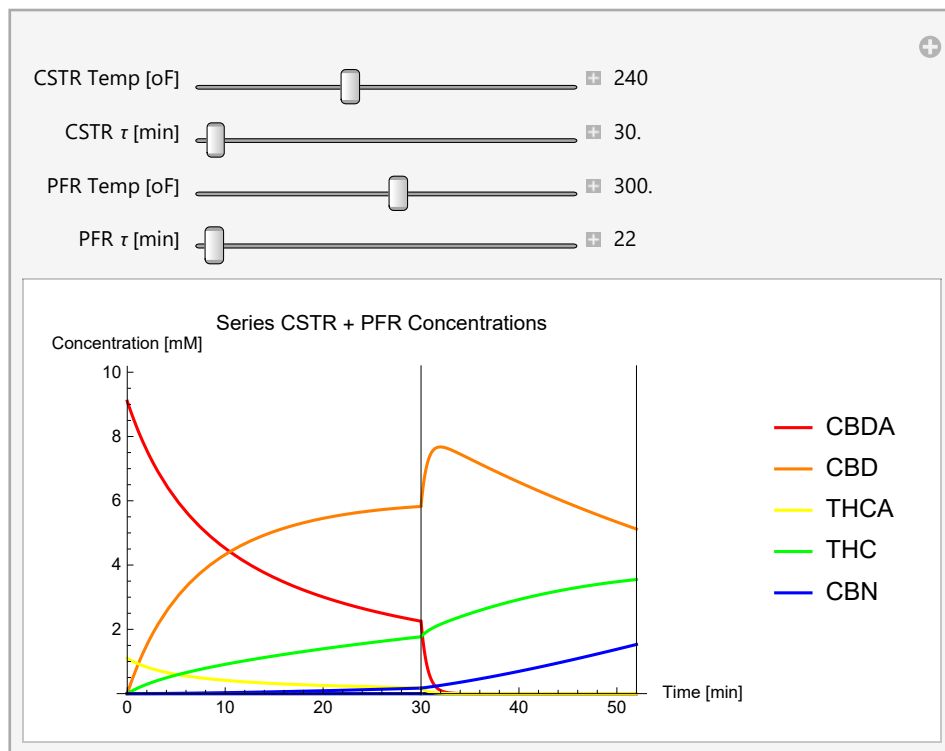 CSTR Temp [oF] 240
CSTR τ [min] 30.
PFR Temp [oF] 300.
PFR τ [min] 22
Series CSTR + PFR Concentrations
Concentration [mM]
10
8
6
4
2
0 10 20 30 40 50
Time [min]
CBDA
CBD
THCA
THC
CBN